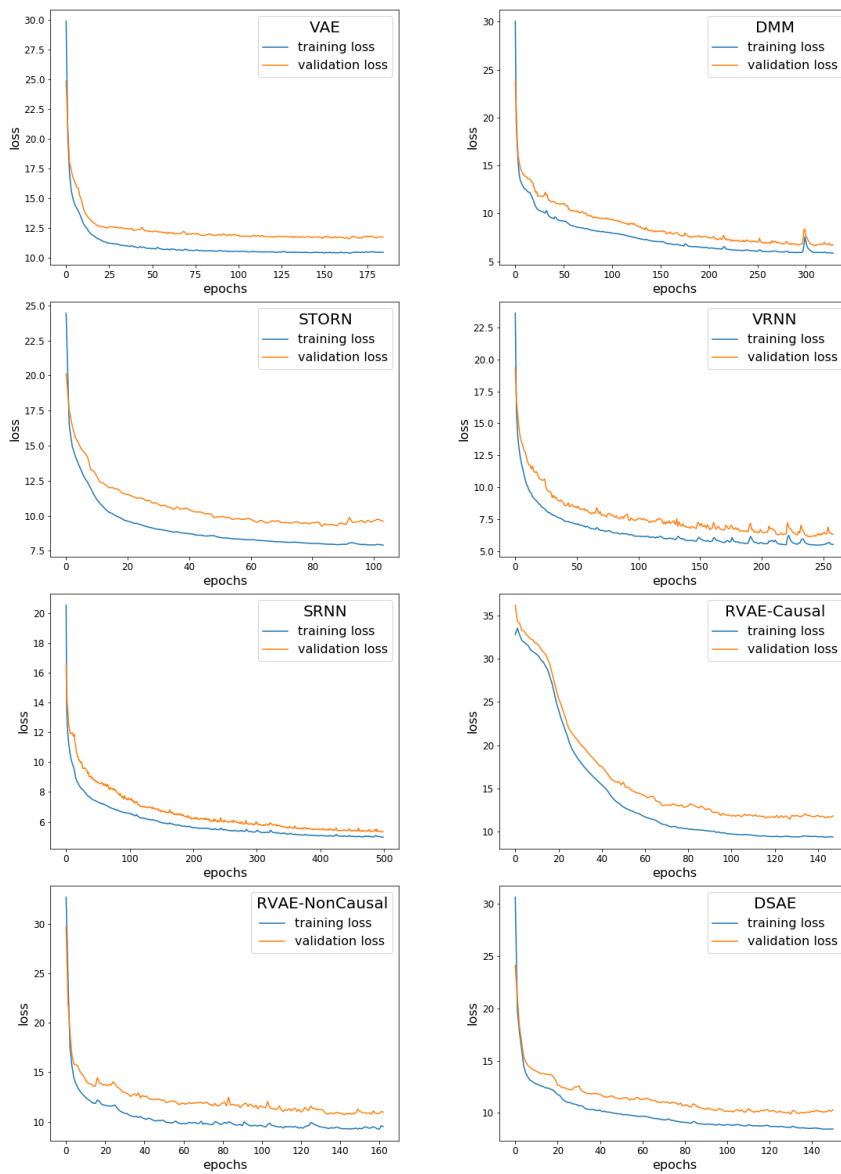 VAE
training loss
validation loss
30.0
27.5
25.0
22.5
20.0
17.5
15.0
12.5
10.0
loss
0 25 50 75 100 125 150 175
epochs
DMM
training loss
validation loss
30
25
20
15
10
5
loss
0 50 100 150 200 250 300
epochs
STORN
training loss
validation loss
25.0
22.5
20.0
17.5
15.0
12.5
10.0
7.5
loss
0 20 40 60 80 100
epochs
VRNN
training loss
validation loss
22.5
20.0
17.5
15.0
12.5
10.0
7.5
5.0
loss
0 50 100 150 200 250
epochs
SRNN
training loss
validation loss
20
18
16
14
12
10
8
6
loss
0 100 200 300 400 500
epochs
RVAE-Causal
training loss
validation loss
35
30
25
20
15
10
loss
0 20 40 60 80 100 120 140
epochs
RVAE-NonCausal
training loss
validation loss
30
25
20
15
10
loss
0 20 40 60 80 100 120 140 160
epochs
DSAE
training loss
validation loss
30
25
20
15
10
loss
0 20 40 60 80 100 120 140
epochs